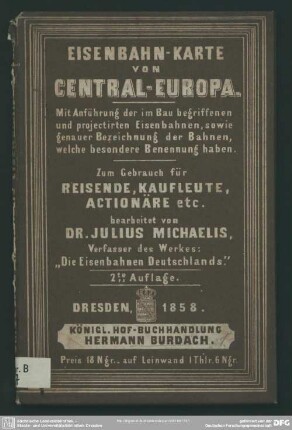 EISENBAHN-KARTE
VON
CENTRAL-EUROPA.
Mit Anführung der im Bau begriffenen
und projectirten Eisenbahnen, sowie
genauer Bezeichnung der Bahnen,
welche besondere Benennung haben.
Zum Gebrauch für
REISENDE, KAUFLEUTE,
ACTIONÄRE etc.
bearbeitet von
DR. JULIUS MICHAELIS,
Verfasser des Werkes:
„Die Eisenbahnen Deutschlands."
2te Auflage.
DRESDEN, 1858.
KÖNIGL. HOF-BUCHHANDLUNG
HERMANN BURDACH.
Preis 18 Ngr., auf Leinwand 1 Thlr. 6 Ngr.
B
DFG